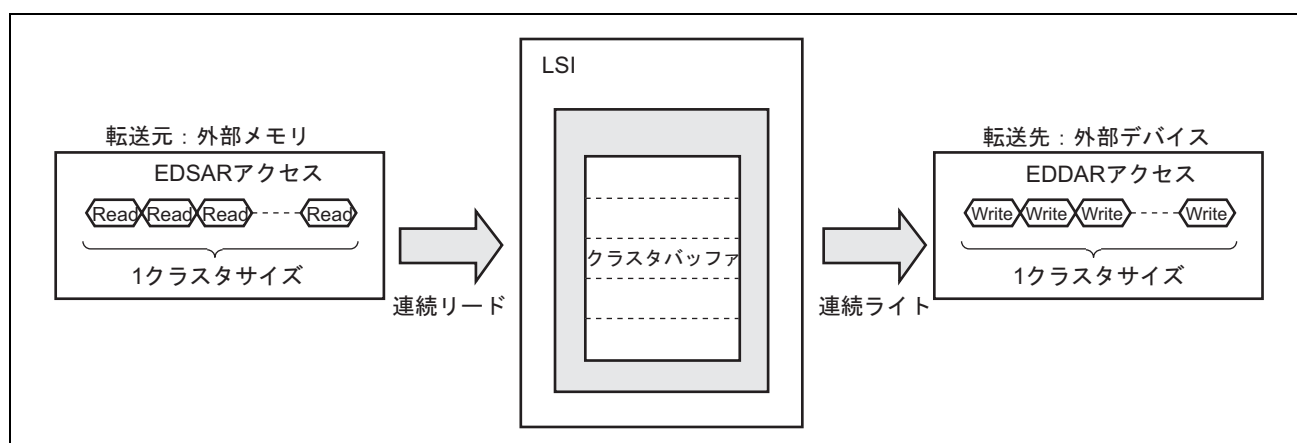 LSI
転送元：外部メモリ
EDSARアクセス
Read Read Read Read
1クラスタサイズ
連続リード
クラスタバッファ
連続ライト
転送先：外部デバイス
EDDARアクセス
Write Write Write Write
1クラスタサイズ